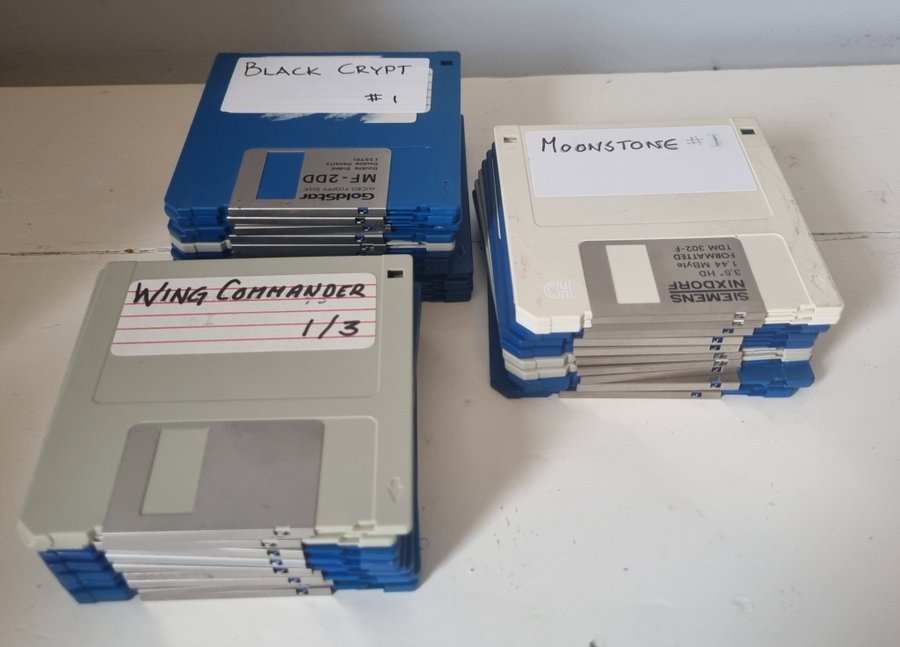 BLACK CRYPT
# 1
GoldStar
MICRO FLOPPY DISK
MF-2DD
Double Sided
Double Density
135TPI
MOONSTONE #1
SIEMENS
NIXDORF
3,5" HD
1,44 MByte
FORMATTED
TDM 302-F
WING COMMANDER
1/3